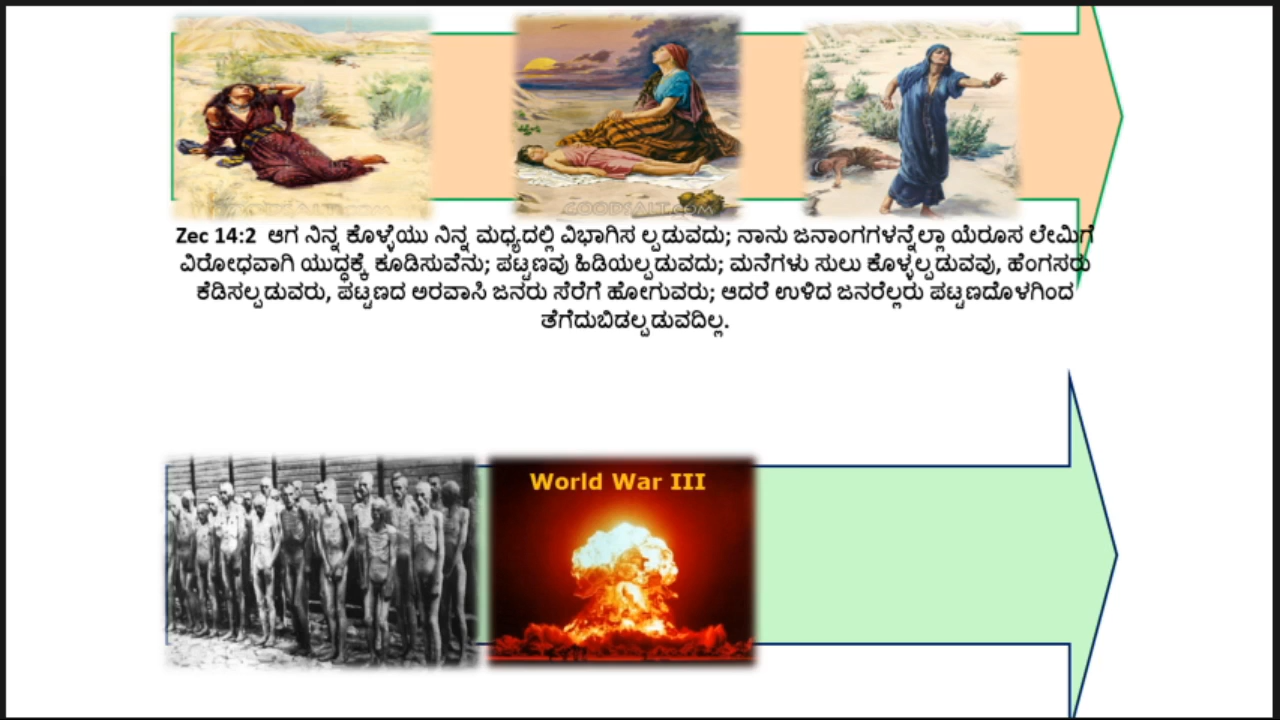 GOODSALT.COM
Zec 14:2 ಆಗ ನಿನ್ನ ಕೊಳ್ಳೆಯು ನಿನ್ನ ಮಧ್ಯದಲ್ಲಿ ವಿಭಾಗಿಸ ಲ್ಪಡುವದು; ನಾನು ಜನಾಂಗಗಳನ್ನೆಲ್ಲಾ ಯೆರೂಸ ಲೇಮಿಗೆ
ವಿರೋಧವಾಗಿ ಯುದ್ಧಕ್ಕೆ ಕೂಡಿಸುವೆನು; ಪಟ್ಟಣವು ಹಿಡಿಯಲ್ಪಡುವದು; ಮನೆಗಳು ಸುಲು ಕೊಳ್ಳಲ್ಪಡುವವು, ಹೆಂಗಸರು
ಕೆಡಿಸಲ್ಪಡುವರು, ಪಟ್ಟಣದ ಅರವಾಸಿ ಜನರು ಸೆರೆಗೆ ಹೋಗುವರು; ಆದರೆ ಉಳಿದ ಜನರೆಲ್ಲರು ಪಟ್ಟಣದೊಳಗಿಂದ
ತೆಗೆದುಬಿಡಲ್ಪಡುವದಿಲ್ಲ.
World War III